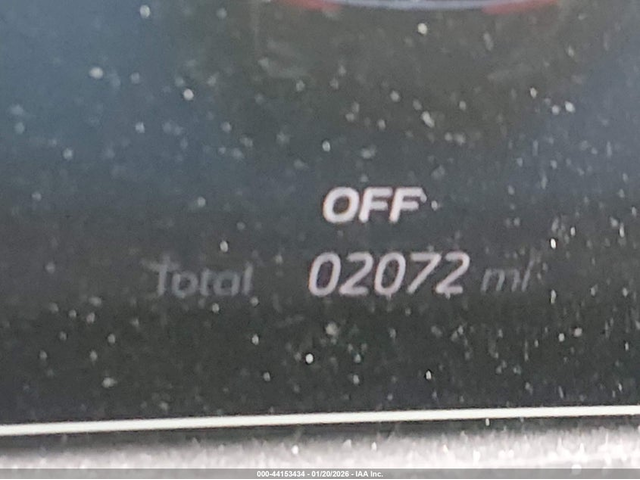 OFF
Total 02072 mi
000-44153434 - 01/20/2026 - IAA Inc.